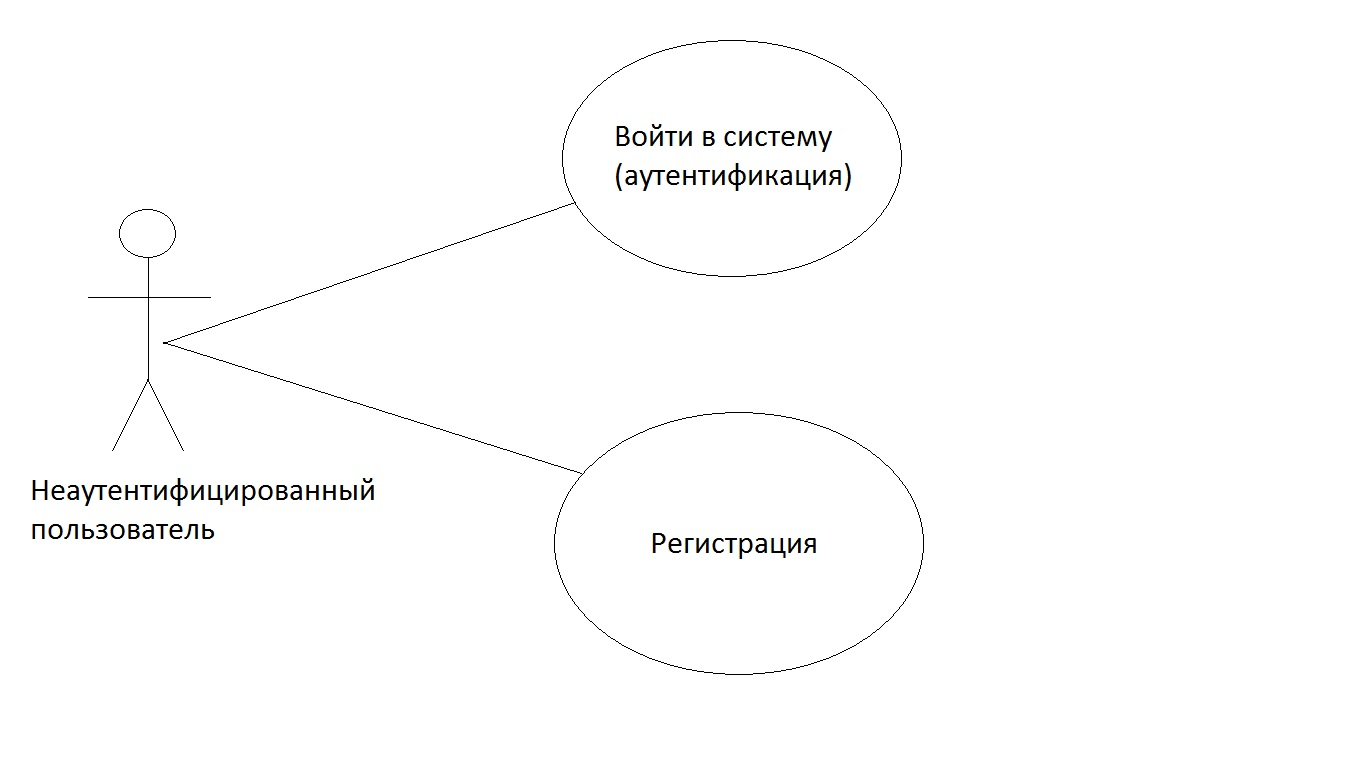 Войти в систему
(аутентификация)
Неаутентифицированный
пользователь
Регистрация